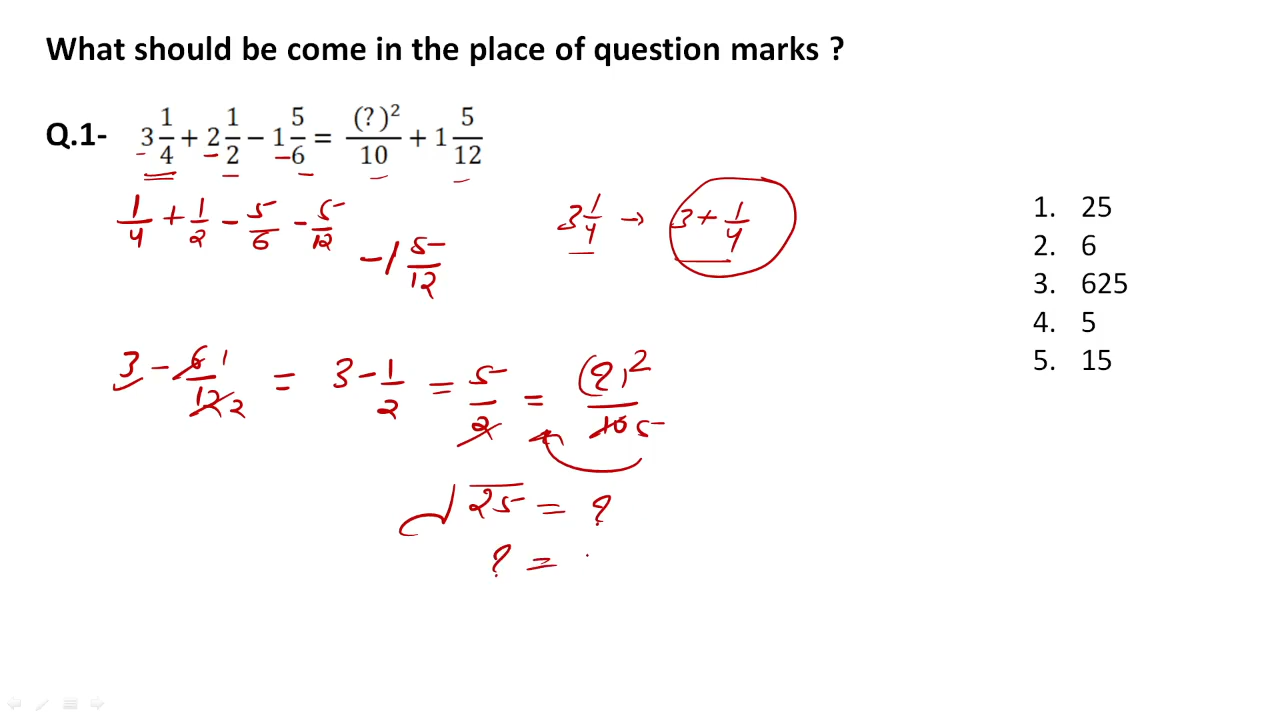 What should be come in the place of question marks ?
Q.1- 3 1/4 + 2 1/2 − 1 5/6 = (?)²/10 + 1 5/12
1/4 + 1/2 − 5/6 − 5/12
− 1 5/12
3 1/4 → 3 + 1/4
1. 25
2. 6
3. 625
4. 5
5. 15
3 − 6 1/12 2 = 3 − 1/2 = 5/2 = (?)²/10 5
√25 = ?
? =